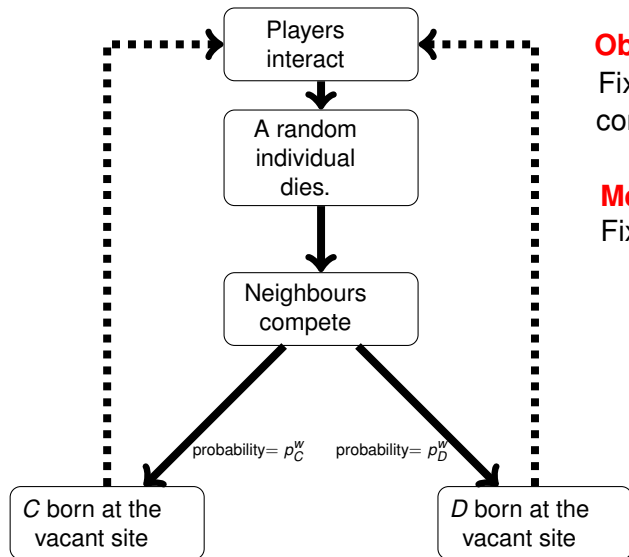 Players
interact
A random
individual
dies.
Neighbours
compete
probability= p_C^w
probability= p_D^w
C born at the
vacant site
D born at the
vacant site